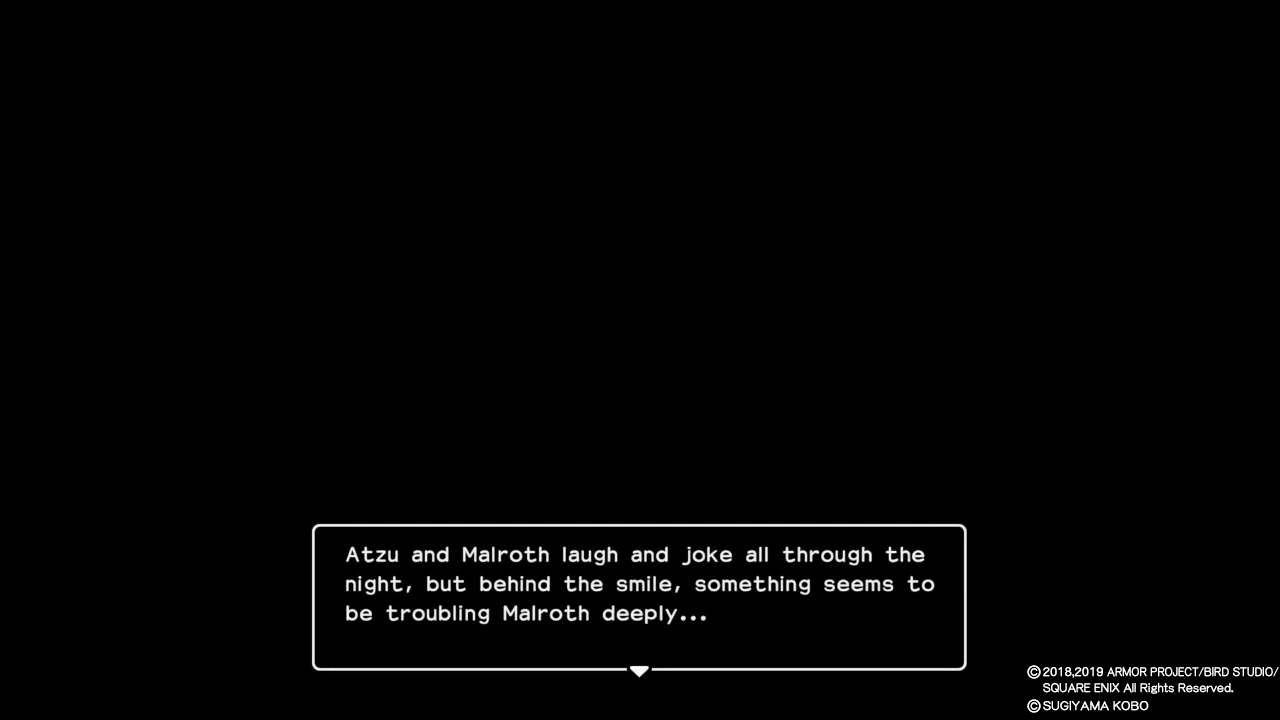 Atzu and Malroth laugh and joke all through the
night, but behind the smile, something seems to
be troubling Malroth deeply...
©2018,2019 ARMOR PROJECT/BIRD STUDIO/
SQUARE ENIX All Rights Reserved.
©SUGIYAMA KOBO